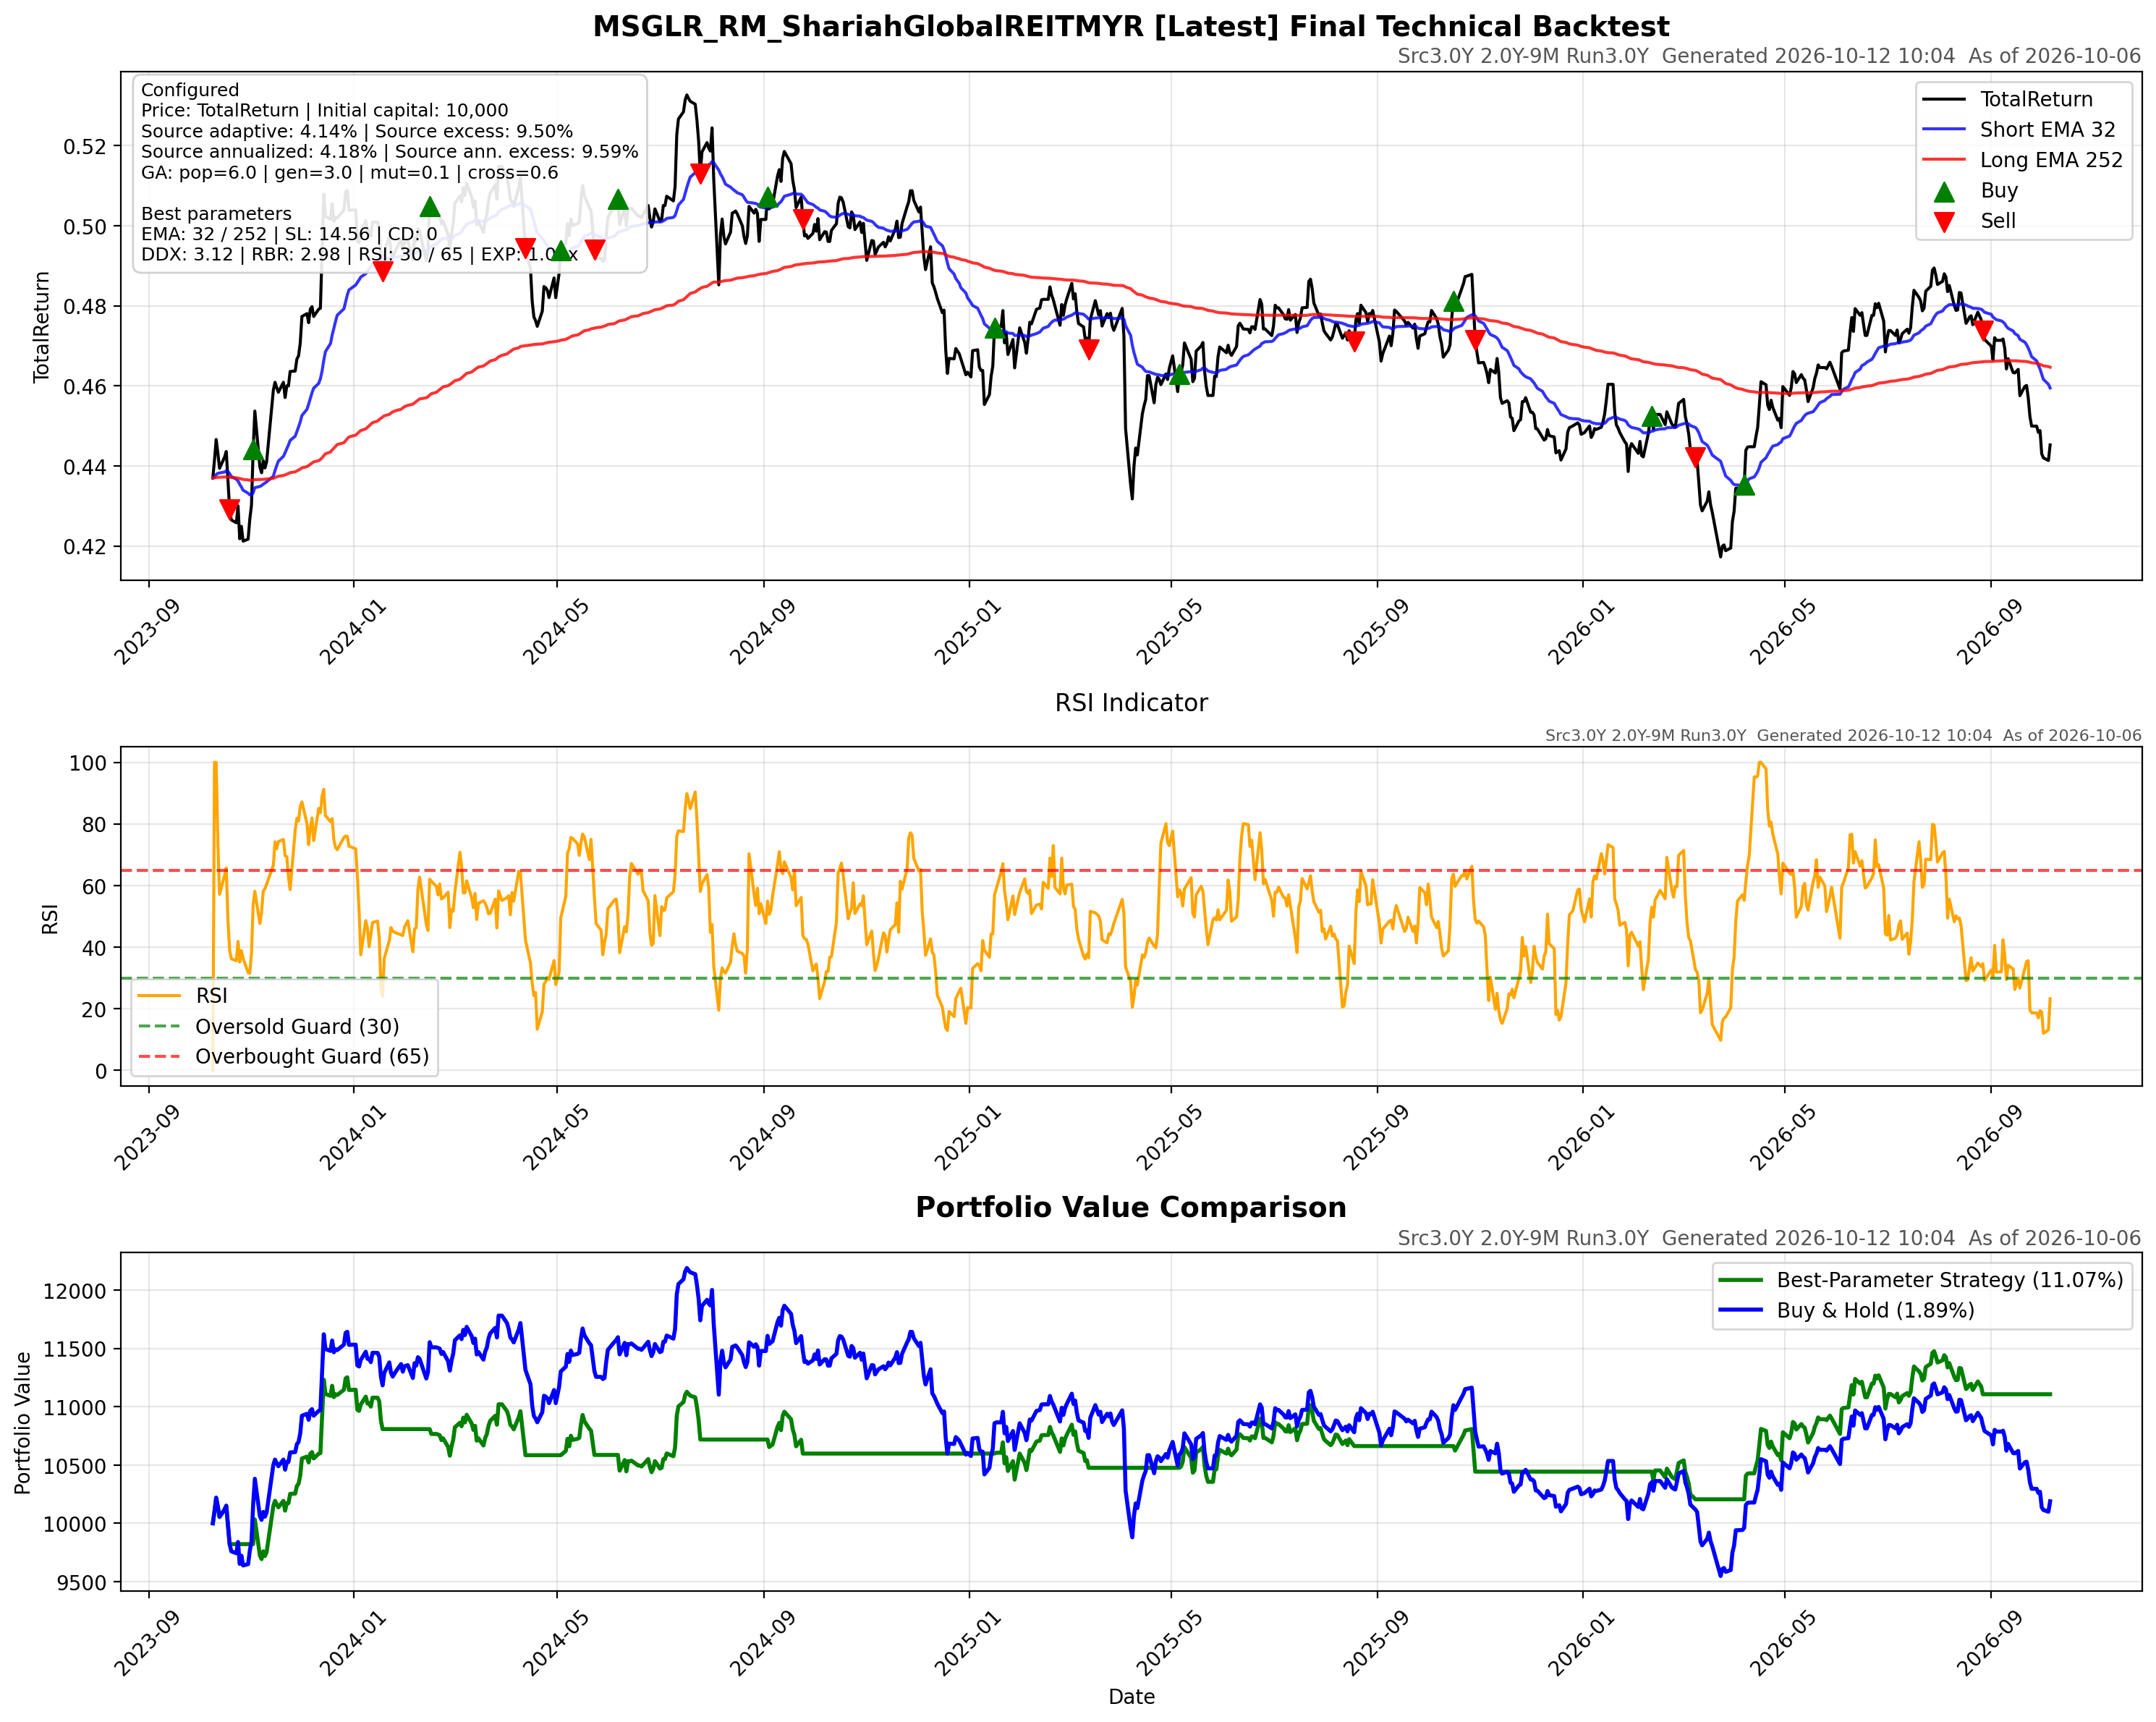 MSGLR_RM_ShariahGlobalREITMYR [Latest] Final Technical Backtest
Src3.0Y 2.0Y-9M Run3.0Y  Generated 2026-10-12 10:04  As of 2026-10-06
Configured
Price: TotalReturn | Initial capital: 10,000
Source adaptive: 4.14% | Source excess: 9.50%
Source annualized: 4.18% | Source ann. excess: 9.59%
GA: pop=6.0 | gen=3.0 | mut=0.1 | cross=0.6
Best parameters
EMA: 32 / 252 | SL: 14.56 | CD: 0
DDX: 3.12 | RBR: 2.98 | RSI: 30 / 65 | EXP:
TotalReturn
Short EMA 32
Long EMA 252
Buy
Sell
TotalReturn
0.52
0.50
0.48
0.46
0.44
0.42
2023-09
2024-01
2024-05
2024-09
2025-01
2025-05
2025-09
2026-01
2026-05
2026-09
RSI Indicator
Src3.0Y 2.0Y-9M Run3.0Y  Generated 2026-10-12 10:04  As of 2026-10-06
RSI
100
80
60
40
20
0
RSI
Oversold Guard (30)
Overbought Guard (65)
2023-09
2024-01
2024-05
2024-09
2025-01
2025-05
2025-09
2026-01
2026-05
2026-09
Portfolio Value Comparison
Src3.0Y 2.0Y-9M Run3.0Y  Generated 2026-10-12 10:04  As of 2026-10-06
Best-Parameter Strategy (11.07%)
Buy & Hold (1.89%)
Portfolio Value
12000
11500
11000
10500
10000
9500
2023-09
2024-01
2024-05
2024-09
2025-01
2025-05
2025-09
2026-01
2026-05
2026-09
Date